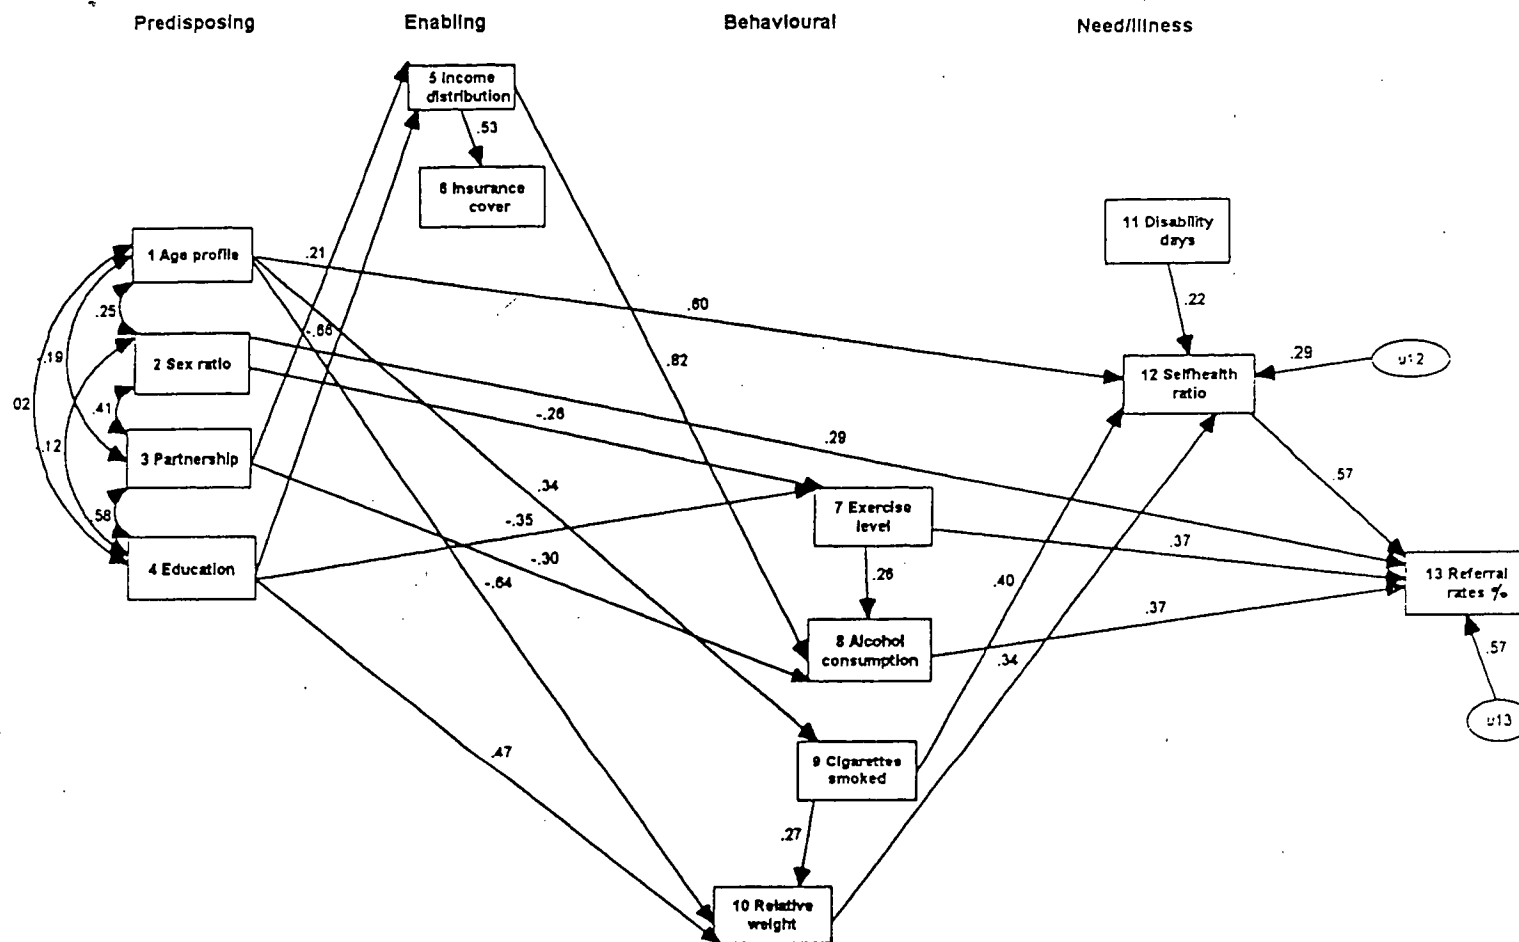 Predisposing
Enabling
Behavioural
Need/Illness
5 Income
distribution
.53
6 Insurance
cover
11 Disability
days
1 Age profile
.21
.60
.22
.25
-.66
.19
2 Sex ratio
.82
12 Selfhealth
ratio
.29
u12
02
.41
-.26
.29
.12
3 Partnership
.57
.34
7 Exercise
level
.58
-.35
.37
4 Education
-.30
-.64
.26
.40
13 Referral
rates %
.37
8 Alcohol
consumption
.34
.57
u13
.47
9 Cigarettes
smoked
.27
10 Relative
weight